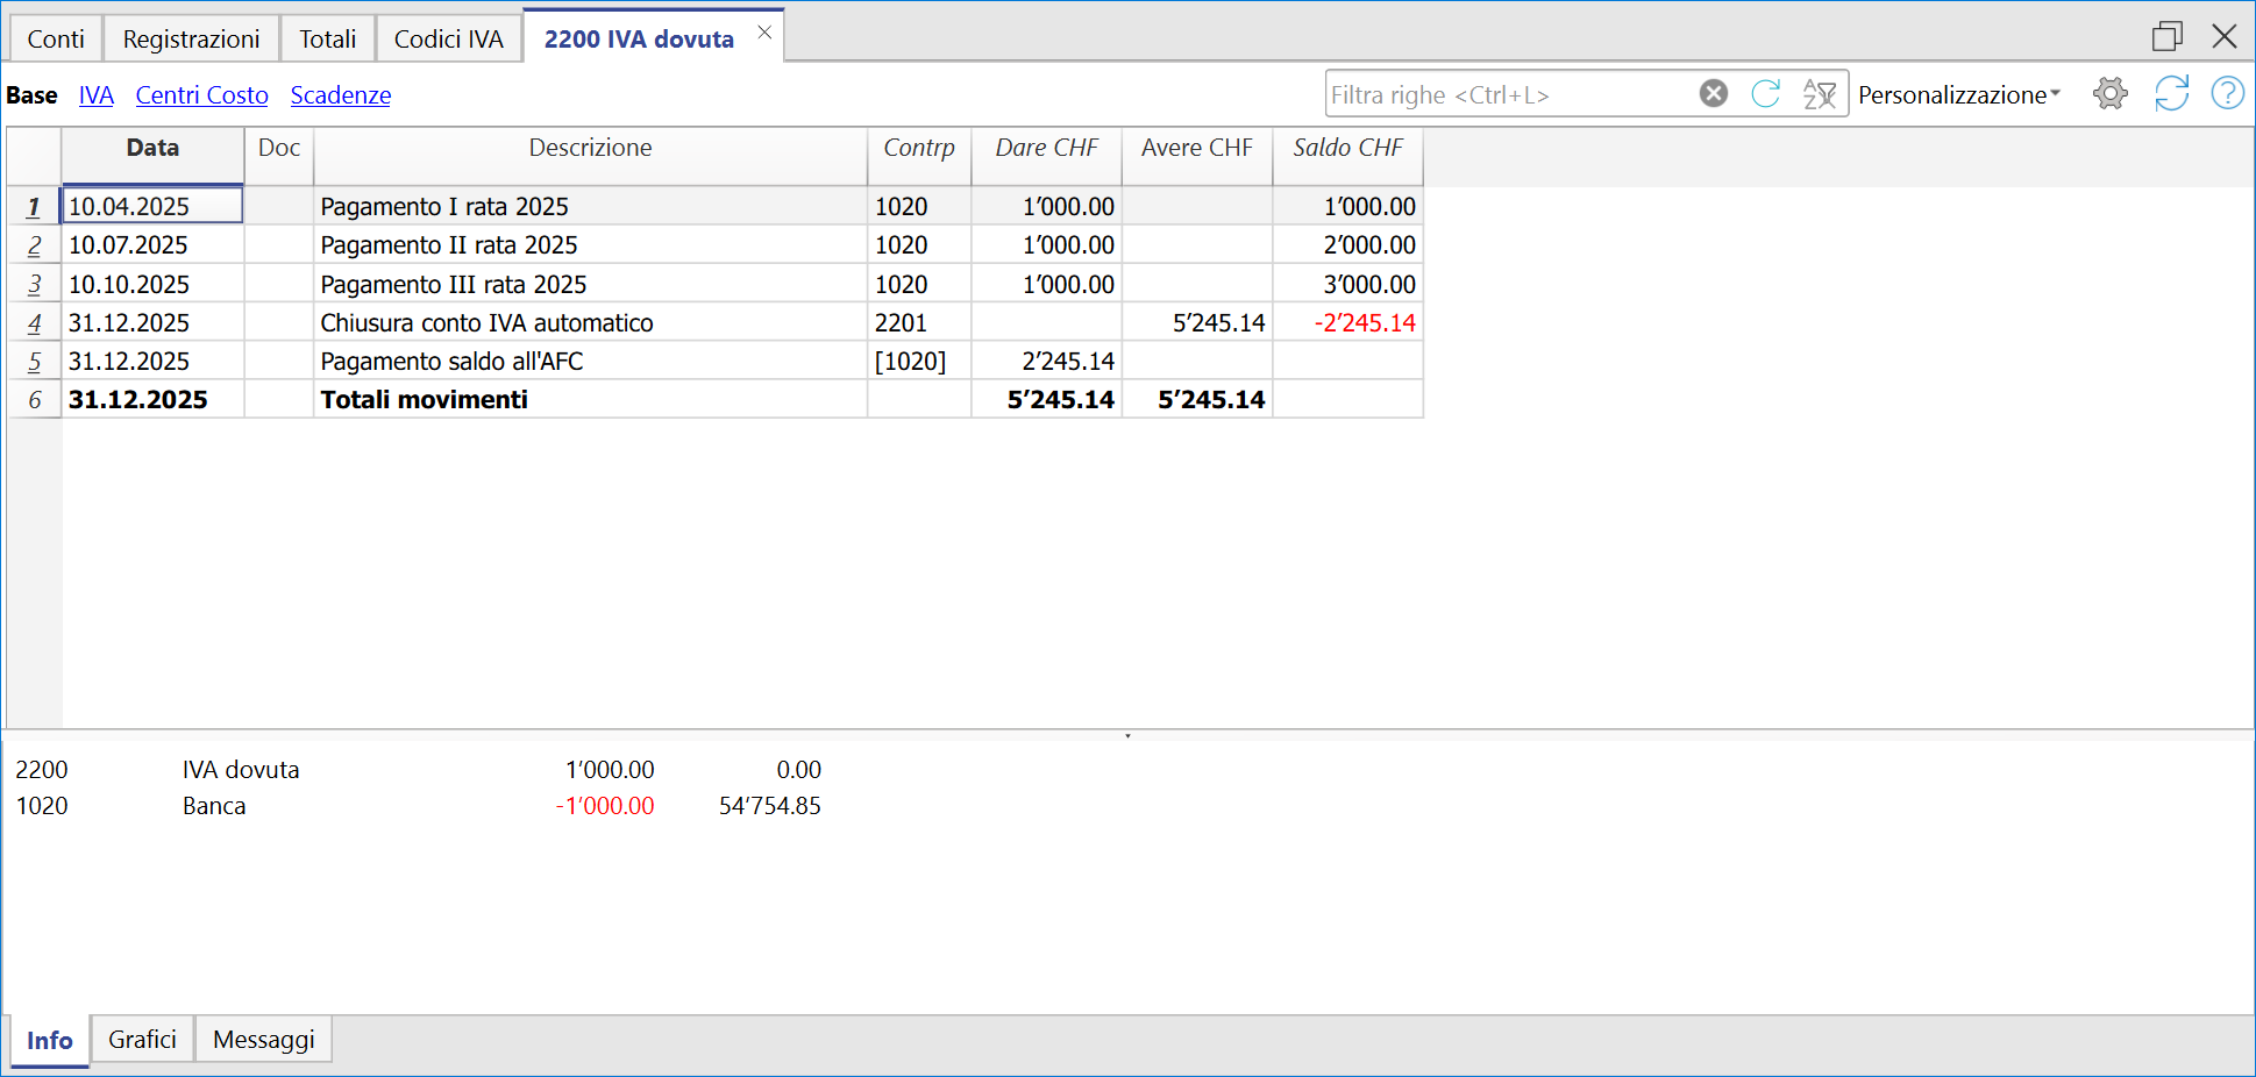 Conti Registrazioni Totali Codici IVA 2200 IVA dovuta
Base IVA Centri Costo Scadenze Filtra righe <Ctrl+L> Personalizzazione
Data Doc Descrizione Contrp Dare CHF Avere CHF Saldo CHF
1 10.04.2025 Pagamento I rata 2025 1020 1’000.00 1’000.00
2 10.07.2025 Pagamento II rata 2025 1020 1’000.00 2’000.00
3 10.10.2025 Pagamento III rata 2025 1020 1’000.00 3’000.00
4 31.12.2025 Chiusura conto IVA automatico 2201 5’245.14 -2’245.14
5 31.12.2025 Pagamento saldo all'AFC [1020] 2’245.14
6 31.12.2025 Totali movimenti 5’245.14 5’245.14
2200 IVA dovuta 1’000.00 0.00
1020 Banca -1’000.00 54’754.85
Info Grafici Messaggi